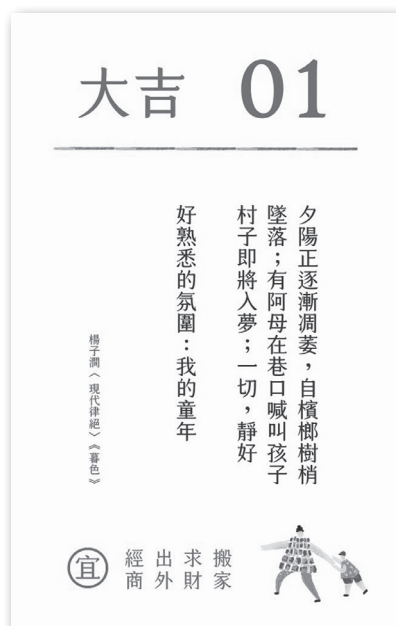 大吉 01
夕陽正逐漸凋萎，自檳榔樹梢
墜落；有阿母在巷口喊叫孩子
村子即將入夢；一切，靜好
好熟悉的氛圍：我的童年
楊子澗〈現代律絕〉《暮色》
宜
搬家
求財
出外
經商